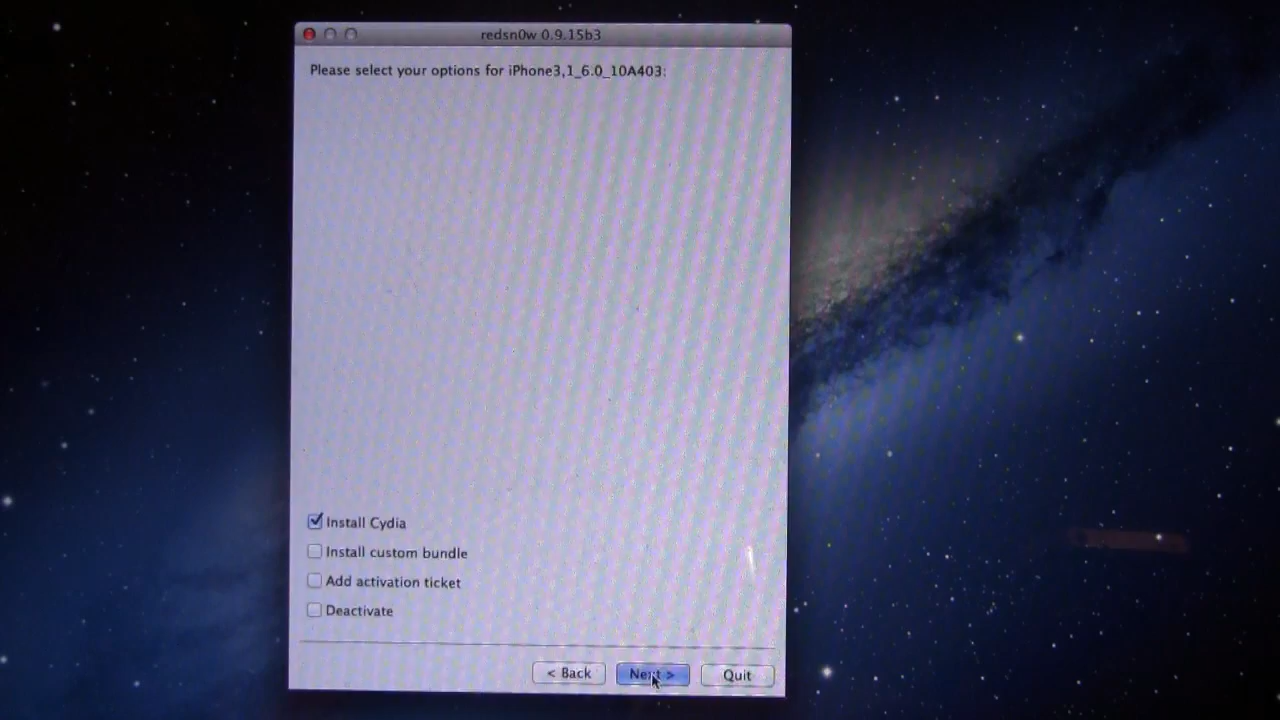 redsn0w 0.9.15b3
Please select your options for iPhone3,1_6.0_10A403:
Install Cydia
Install custom bundle
Add activation ticket
Deactivate
< Back
Next >
Quit